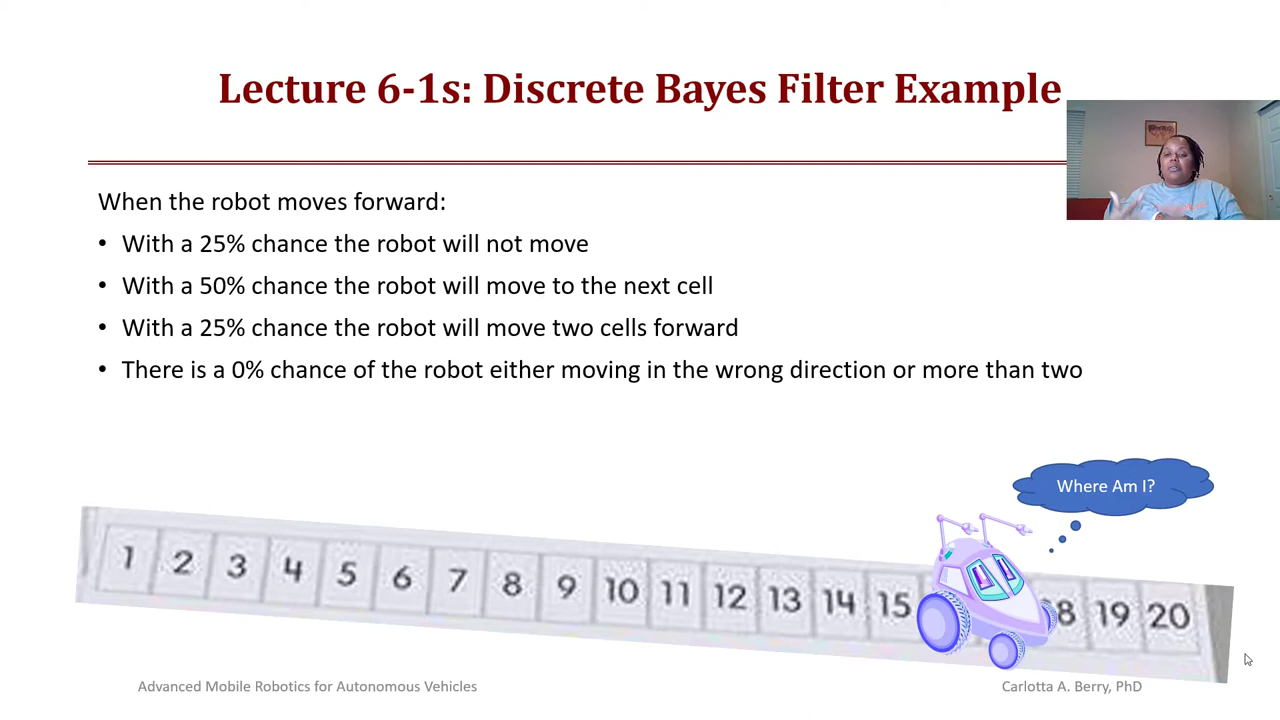 Lecture 6-1s: Discrete Bayes Filter Example
When the robot moves forward:
• With a 25% chance the robot will not move
• With a 50% chance the robot will move to the next cell
• With a 25% chance the robot will move two cells forward
• There is a 0% chance of the robot either moving in the wrong direction or more than two
Where Am I?
1 2 3 4 5 6 7 8 9 10 11 12 13 14 15 8 19 20
Advanced Mobile Robotics for Autonomous Vehicles
Carlotta A. Berry, PhD